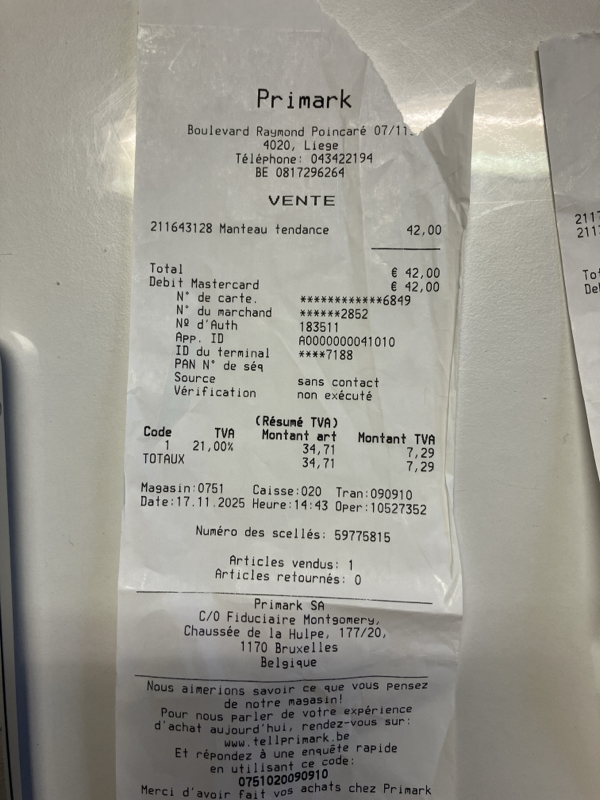 Primark
Boulevard Raymond Poincaré 07/11.
4020, Liege
Téléphone: 043422194
BE 0817296264
VENTE
211643128 Manteau tendance 42,00
Total € 42,00
Debit Mastercard € 42,00
N° de carte. ************6849
N° du marchand ******2852
Nº d'Auth 183511
App. ID A0000000041010
ID du terminal ****7188
PAN N° de séq
Source sans contact
Vérification non exécuté
(Résumé TVA)
Code TVA Montant art Montant TVA
1 21,00% 34,71 7,29
TOTAUX 34,71 7,29
Magasin:0751 Caisse:020 Tran:090910
Date:17.11.2025 Heure:14:43 Oper:10527352
Numéro des scellés: 59775815
Articles vendus: 1
Articles retournés: 0
Primark SA
C/O Fiduciaire Montgomery,
Chaussée de la Hulpe, 177/20,
1170 Bruxelles
Belgique
Nous aimerions savoir ce que vous pensez
de notre magasin!
Pour nous parler de votre expérience
d'achat aujourd'hui, rendez-vous sur:
www.tellprimark.be
Et répondez à une enquête rapide
en utilisant ce code:
0751020090910
Merci d'avoir fait vos achats chez Primark